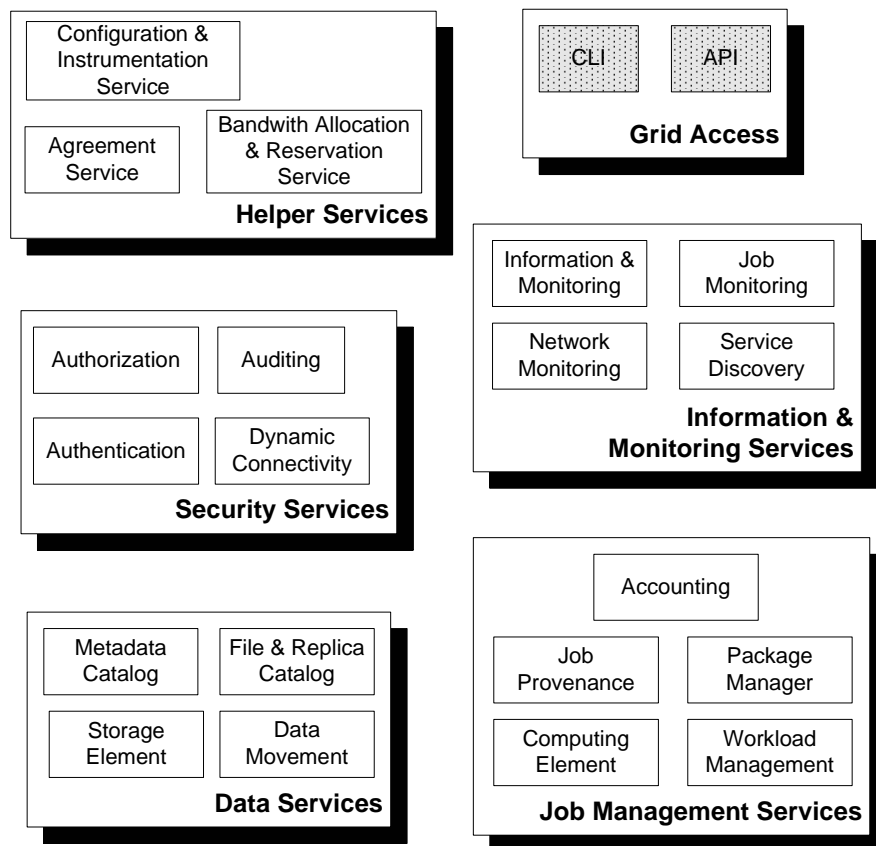 Configuration &
Instrumentation
Service
Agreement
Service
Bandwith Allocation
& Reservation
Service
Helper Services
CLI
API
Grid Access
Information &
Monitoring
Job
Monitoring
Network
Monitoring
Service
Discovery
Information &
Monitoring Services
Authorization
Auditing
Authentication
Dynamic
Connectivity
Security Services
Accounting
Job
Provenance
Package
Manager
Computing
Element
Workload
Management
Job Management Services
Metadata
Catalog
File & Replica
Catalog
Storage
Element
Data
Movement
Data Services